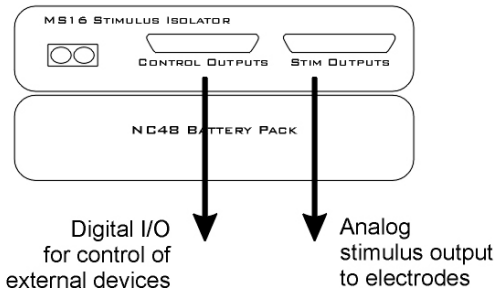 MS16 STIMULUS ISOLATOR
CONTROL OUTPUTS
STIM OUTPUTS
NC48 BATTERY PACK
Digital I/O
for control of
external devices
Analog
stimulus output
to electrodes